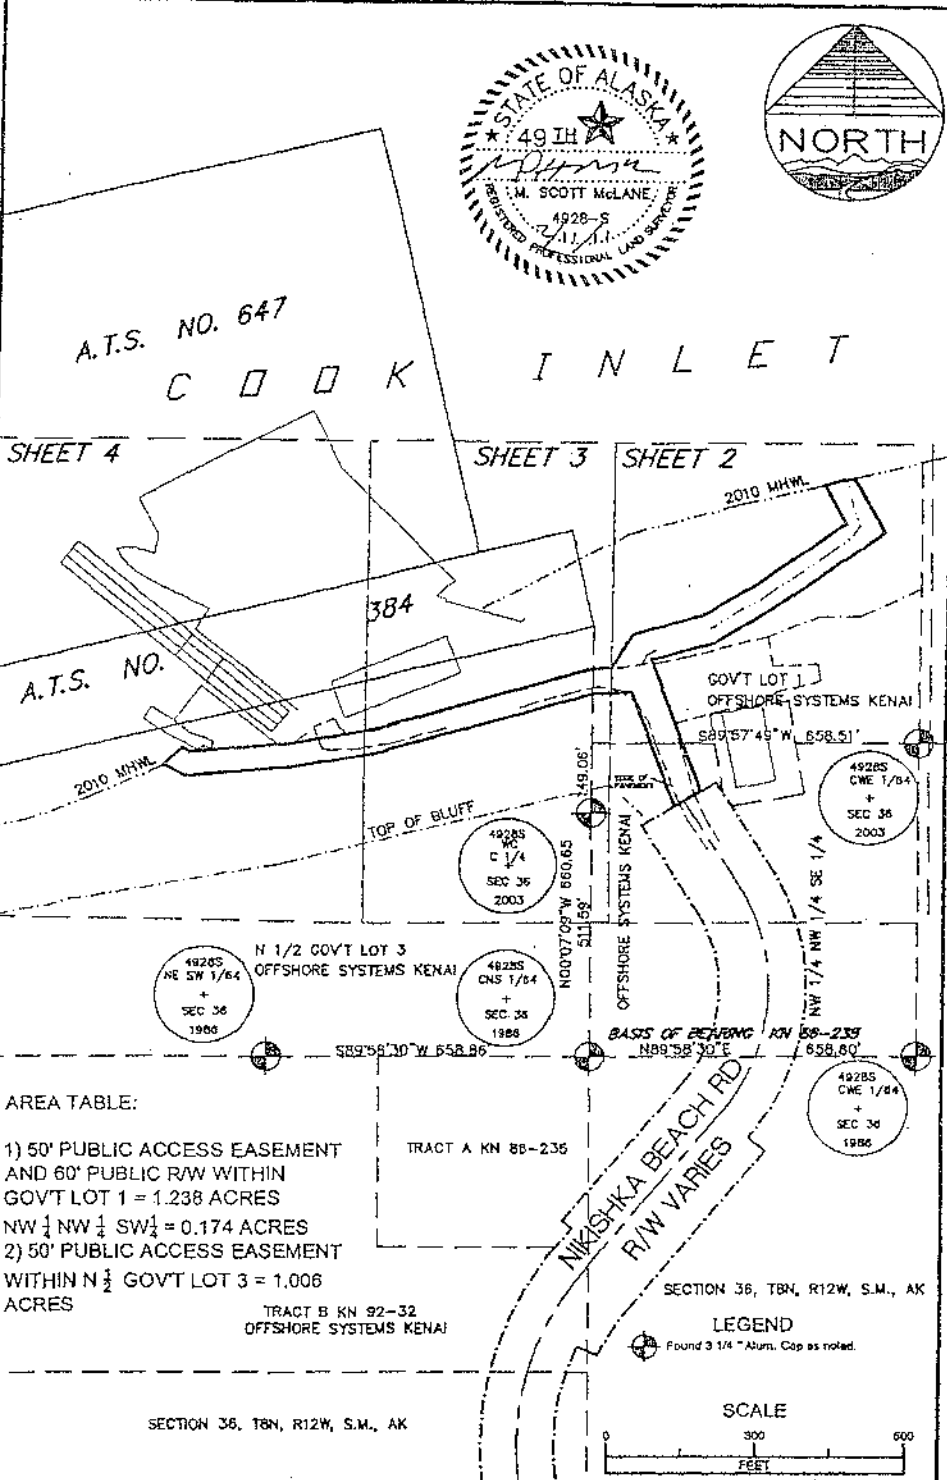 STATE OF ALASKA
49 TH
M. SCOTT McLANE
4928-S
REGISTERED PROFESSIONAL LAND SURVEYOR
NORTH
A.T.S. NO. 647
COOK INLET
SHEET 4
SHEET 3
SHEET 2
2010 MHWL
384
A.T.S. NO.
GOV'T LOT 1
OFFSHORE SYSTEMS KENAI
S89°57'49"W 658.51'
2010 MHWL
149.06'
TOP OF BLUFF
4928S
CWE 1/64
SEC 36
2003
4928S
WC
C 1/4
SEC 36
2003
N00°07'09"W 660.65
511.59'
OFFSHORE SYSTEMS KENAI
NW 1/4 NW 1/4 SE 1/4
N 1/2 GOV'T LOT 3
OFFSHORE SYSTEMS KENAI
4928S
NE SW 1/64
+
SEC 36
1986
4928S
CNS 1/64
+
SEC 36
1986
BASIS OF BEARING KN 86-239
S89°58'30"W 658.86'
N89°58'30"E 658.80'
4928S
CWE 1/64
+
SEC 36
1986
AREA TABLE:
1) 50' PUBLIC ACCESS EASEMENT
AND 60' PUBLIC R/W WITHIN
GOV'T LOT 1 = 1.238 ACRES
NW 1/4 NW 1/4 SW 1/4 = 0.174 ACRES
2) 50' PUBLIC ACCESS EASEMENT
WITHIN N 1/2 GOV'T LOT 3 = 1.006
ACRES
TRACT A KN 86-235
NIKISHKA BEACH RD
R/W VARIES
TRACT B KN 92-32
OFFSHORE SYSTEMS KENAI
SECTION 36, T8N, R12W, S.M., AK
LEGEND
Found 3 1/4 " Alum. Cap as noted.
SECTION 36, T8N, R12W, S.M., AK
SCALE
0 300 600
FEET